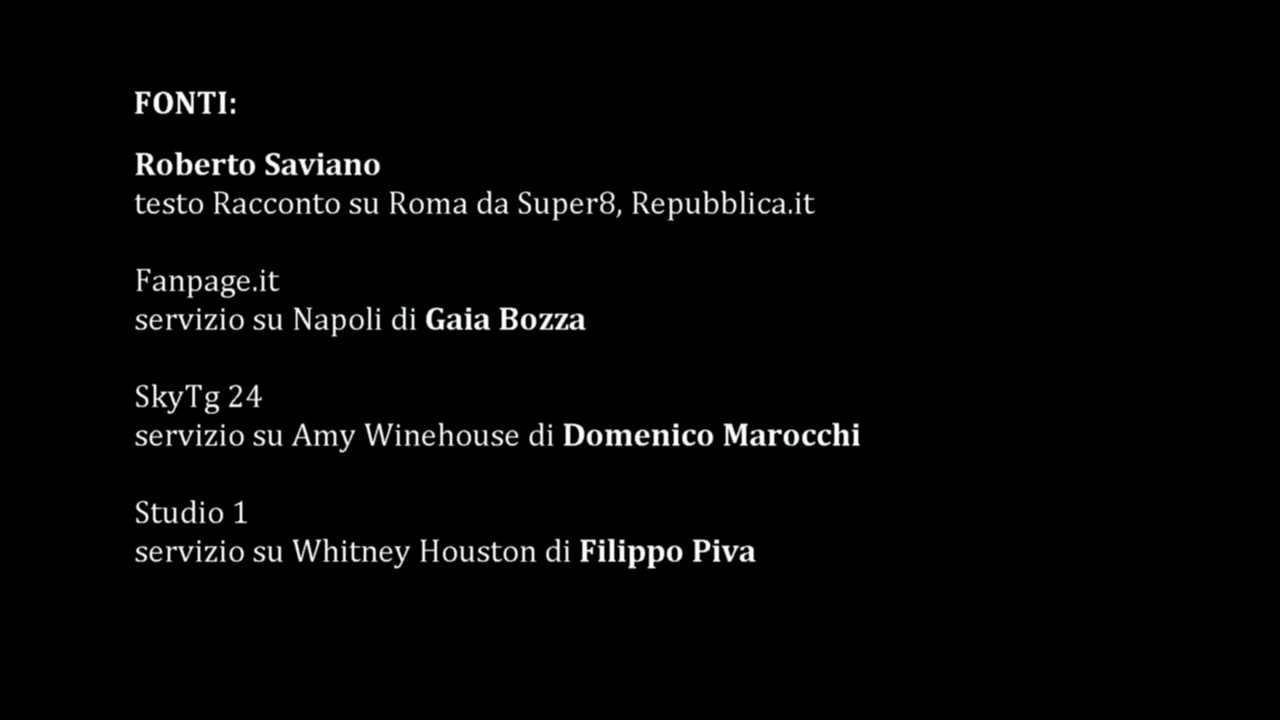 FONTI:
Roberto Saviano
testo Racconto su Roma da Super8, Repubblica.it
Fanpage.it
servizio su Napoli di Gaia Bozza
SkyTg 24
servizio su Amy Winehouse di Domenico Marocchi
Studio 1
servizio su Whitney Houston di Filippo Piva